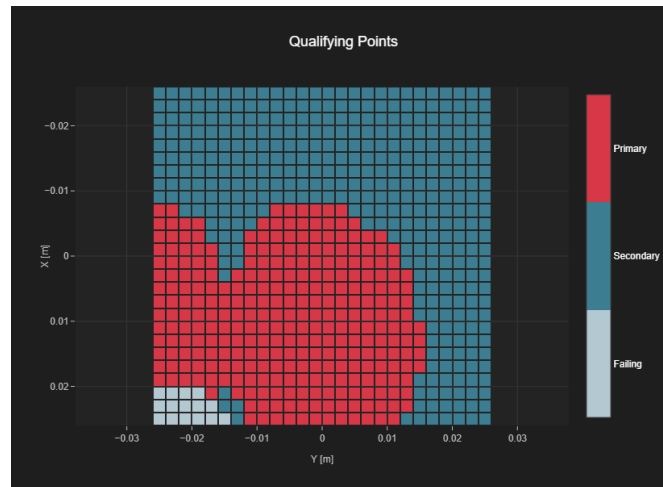 Qualifying Points
−0.02
−0.01
0
0.01
0.02
X [m]
−0.03
−0.02
−0.01
0
0.01
0.02
0.03
Y [m]
Primary
Secondary
Failing